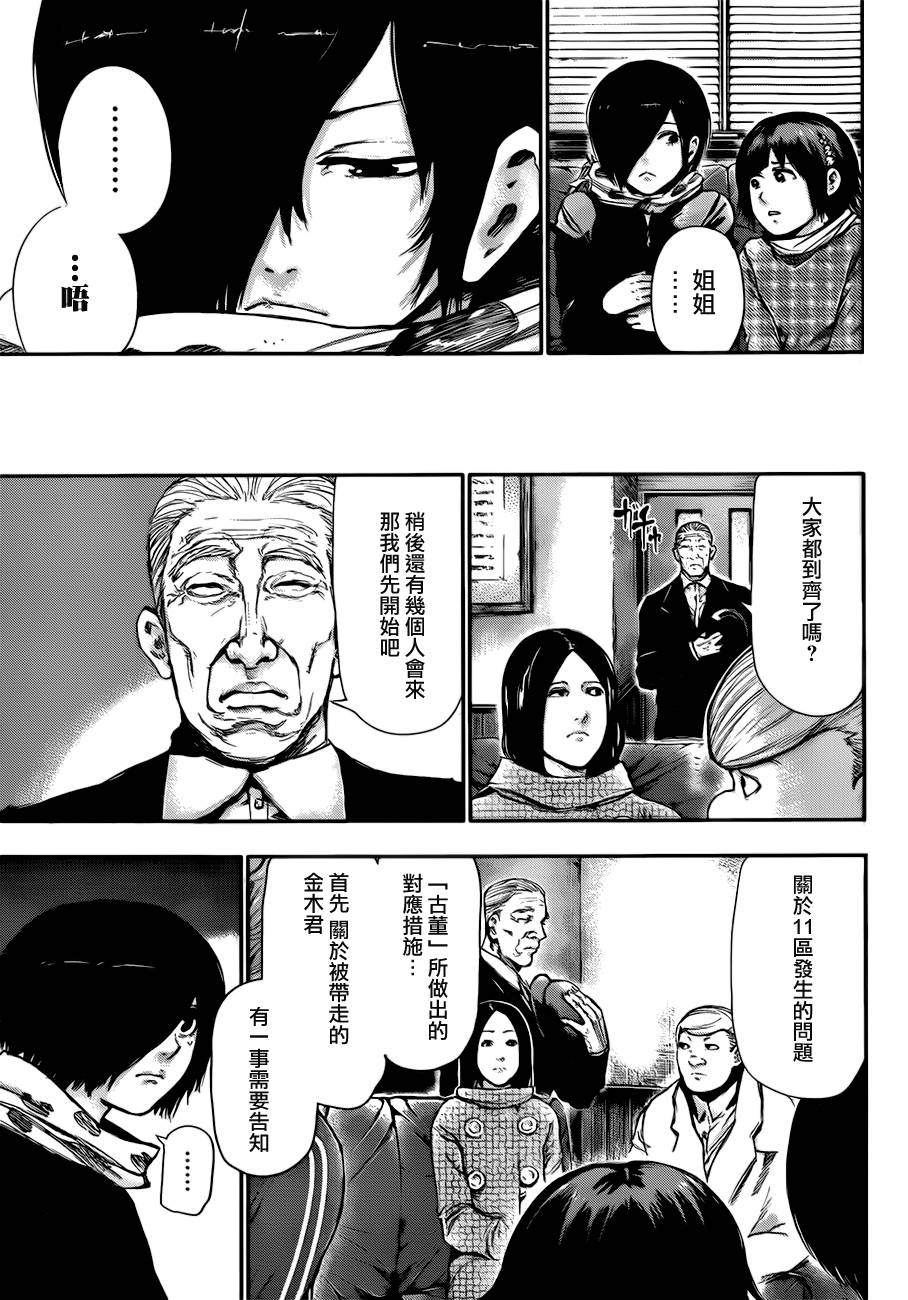 姐姐
……
………
…唔
大家都到齊了嗎?
ガチャ
稍後還有幾個人會來
那我們先開始吧
關於11區發生的問題
「古董」所做出的
對應措施…
首先 關於被帶走的
金木君
有一事需要告知
……